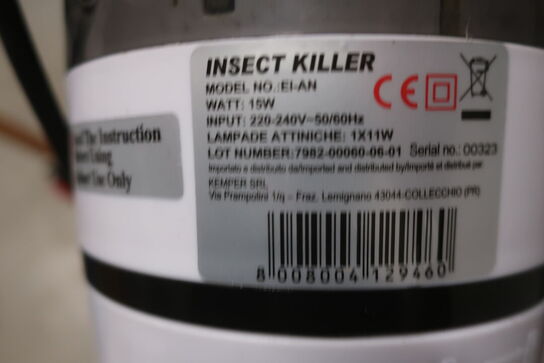 INSECT KILLER
MODEL NO.:EI-AN
WATT: 15W
INPUT: 220-240V~50/60Hz
LAMPADE ATTINICHE: 1X11W
LOT NUMBER:7982-00060-06-01 Serial no.: 00323
Importato e distribuito da/imported and distributed by/importé et distribué par
KEMPER SRL
Via Prampolini 1/q - Fraz. Lemignano 43044-COLLECCHIO (PR)
8 008004 129460
CE
The Instruction
Using
Use Only